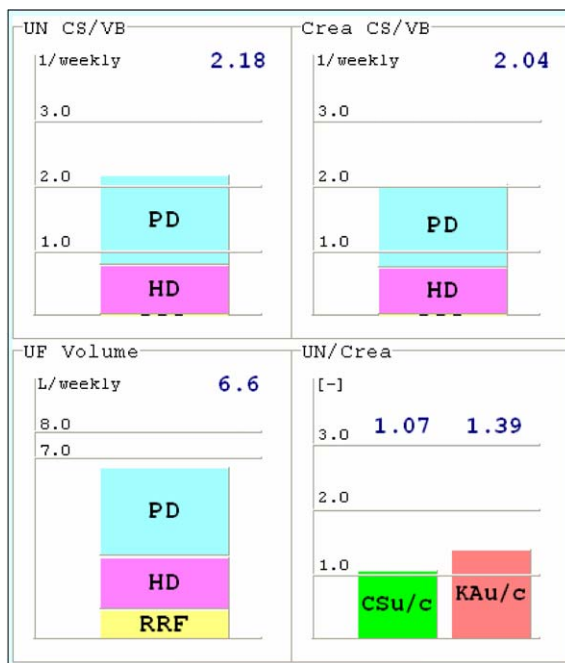 UN CS/VB
1/weekly 2.18
3.0
2.0
PD
1.0
HD
Crea CS/VB
1/weekly 2.04
3.0
2.0
PD
1.0
HD
UF Volume
L/weekly 6.6
8.0
7.0
PD
HD
RRF
UN/Crea
[-]
3.0 1.07 1.39
2.0
1.0
CSu/c KAu/c